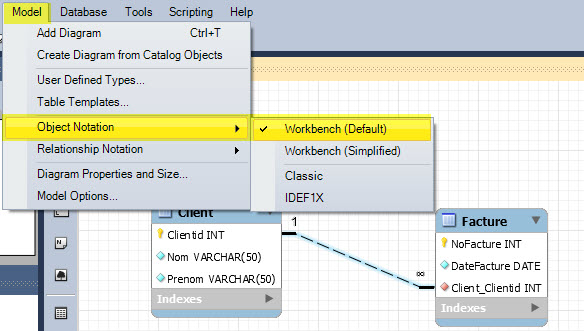 Model Database Tools Scripting Help
Add Diagram Ctrl+T
Create Diagram from Catalog Objects
User Defined Types...
Table Templates...
Object Notation
Relationship Notation
Diagram Properties and Size...
Model Options...
Workbench (Default)
Workbench (Simplified)
Classic
IDEF1X
Client
Clientid INT
Nom VARCHAR(50)
Prenom VARCHAR(50)
Indexes
1
∞
Facture
NoFacture INT
DateFacture DATE
Client_Clientid INT
Indexes